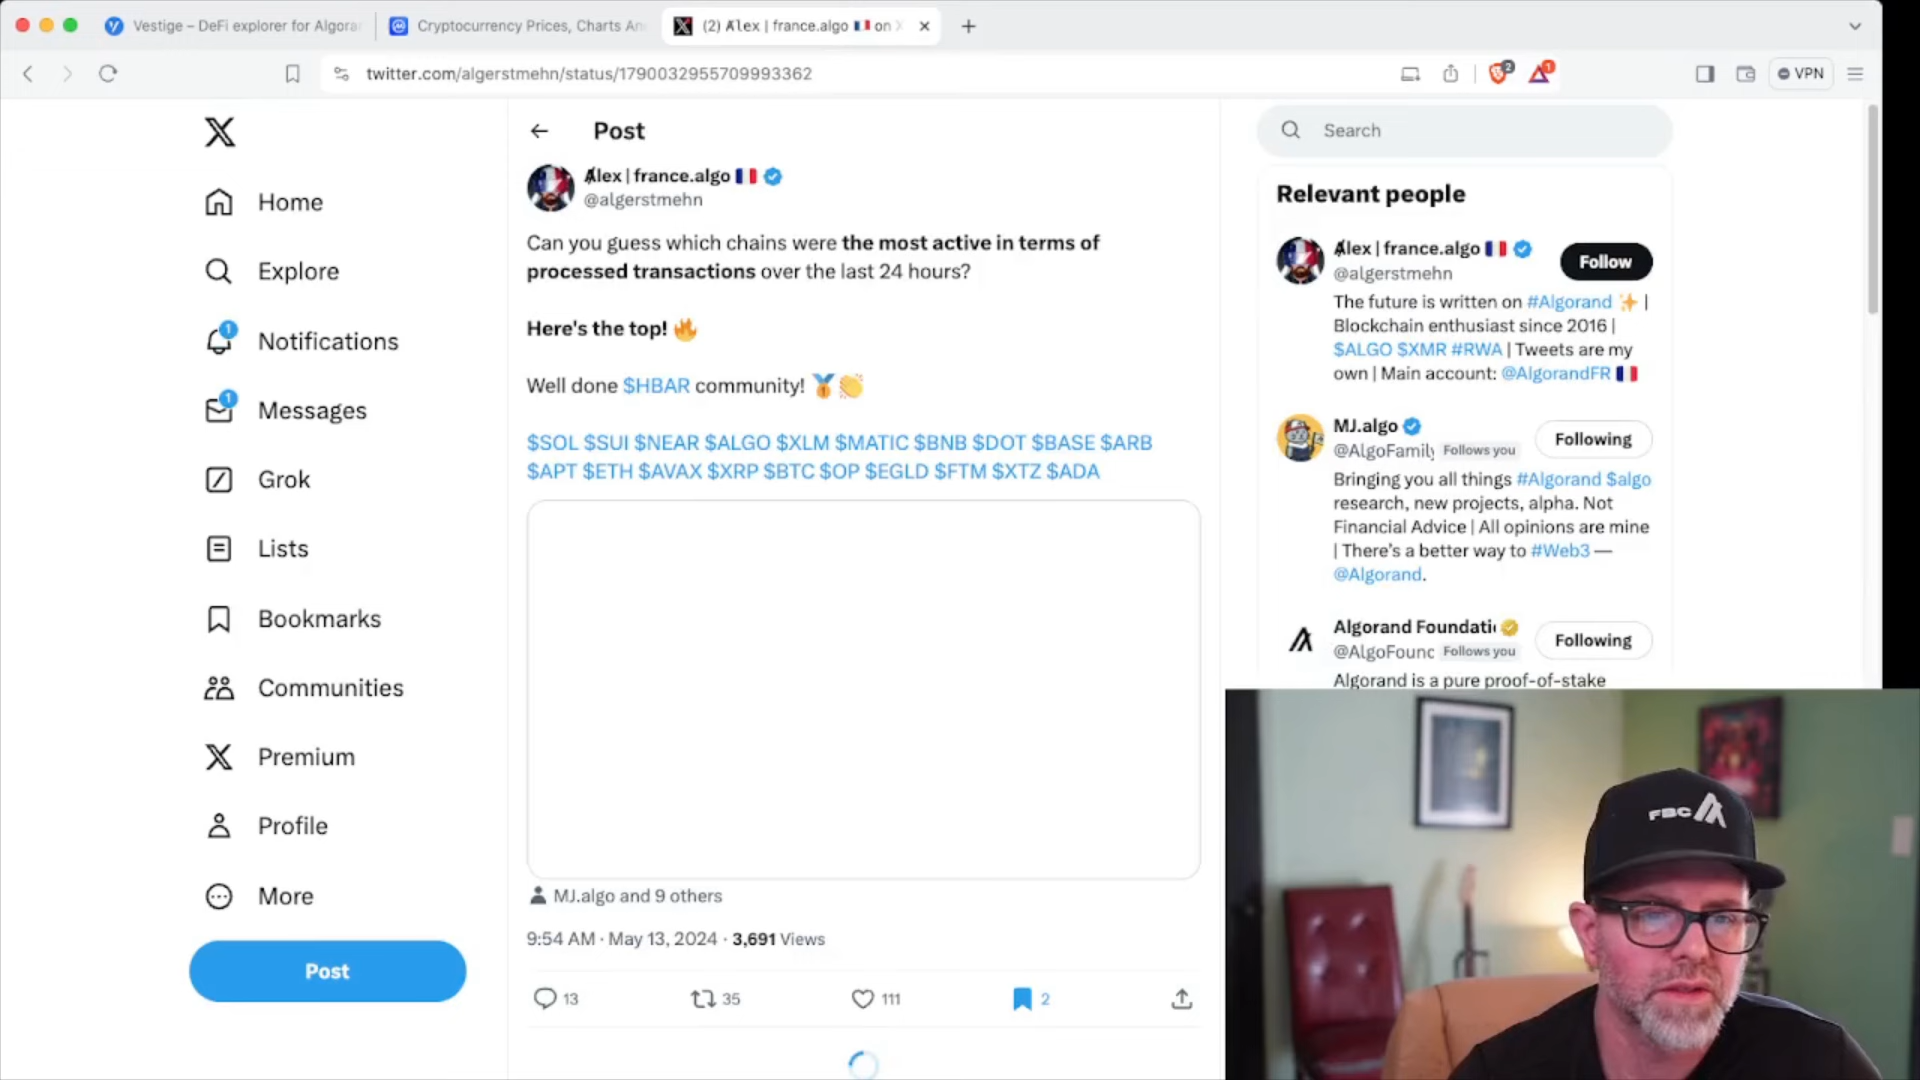 Vestige – DeFi explorer for Algora
Cryptocurrency Prices, Charts An
(2) Ⱥlex | france.algo 🇫🇷 on X
twitter.com/algerstmehn/status/1790032955709993362
2
1
VPN
Home
Explore
1
Notifications
1
Messages
Grok
Lists
Bookmarks
Communities
Premium
Profile
More
Post
Post
Ⱥlex | france.algo 🇫🇷
@algerstmehn
Can you guess which chains were the most active in terms of
processed transactions over the last 24 hours?
Here's the top! 🔥
Well done $HBAR community! 🏅👏
$SOL $SUI $NEAR $ALGO $XLM $MATIC $BNB $DOT $BASE $ARB
$APT $ETH $AVAX $XRP $BTC $OP $EGLD $FTM $XTZ $ADA
MJ.algo and 9 others
9:54 AM · May 13, 2024 · 3,691 Views
13
35
111
2
Search
Relevant people
Ⱥlex | france.algo 🇫🇷
@algerstmehn
Follow
The future is written on #Algorand ✨ |
Blockchain enthusiast since 2016 |
$ALGO $XMR #RWA | Tweets are my
own | Main account: @AlgorandFR 🇫🇷
MJ.algo
@AlgoFamily Follows you
Following
Bringing you all things #Algorand $algo
research, new projects, alpha. Not
Financial Advice | All opinions are mine
| There's a better way to #Web3 —
@Algorand.
Algorand Foundati
@AlgoFounc Follows you
Following
Algorand is a pure proof-of-stake
FBC